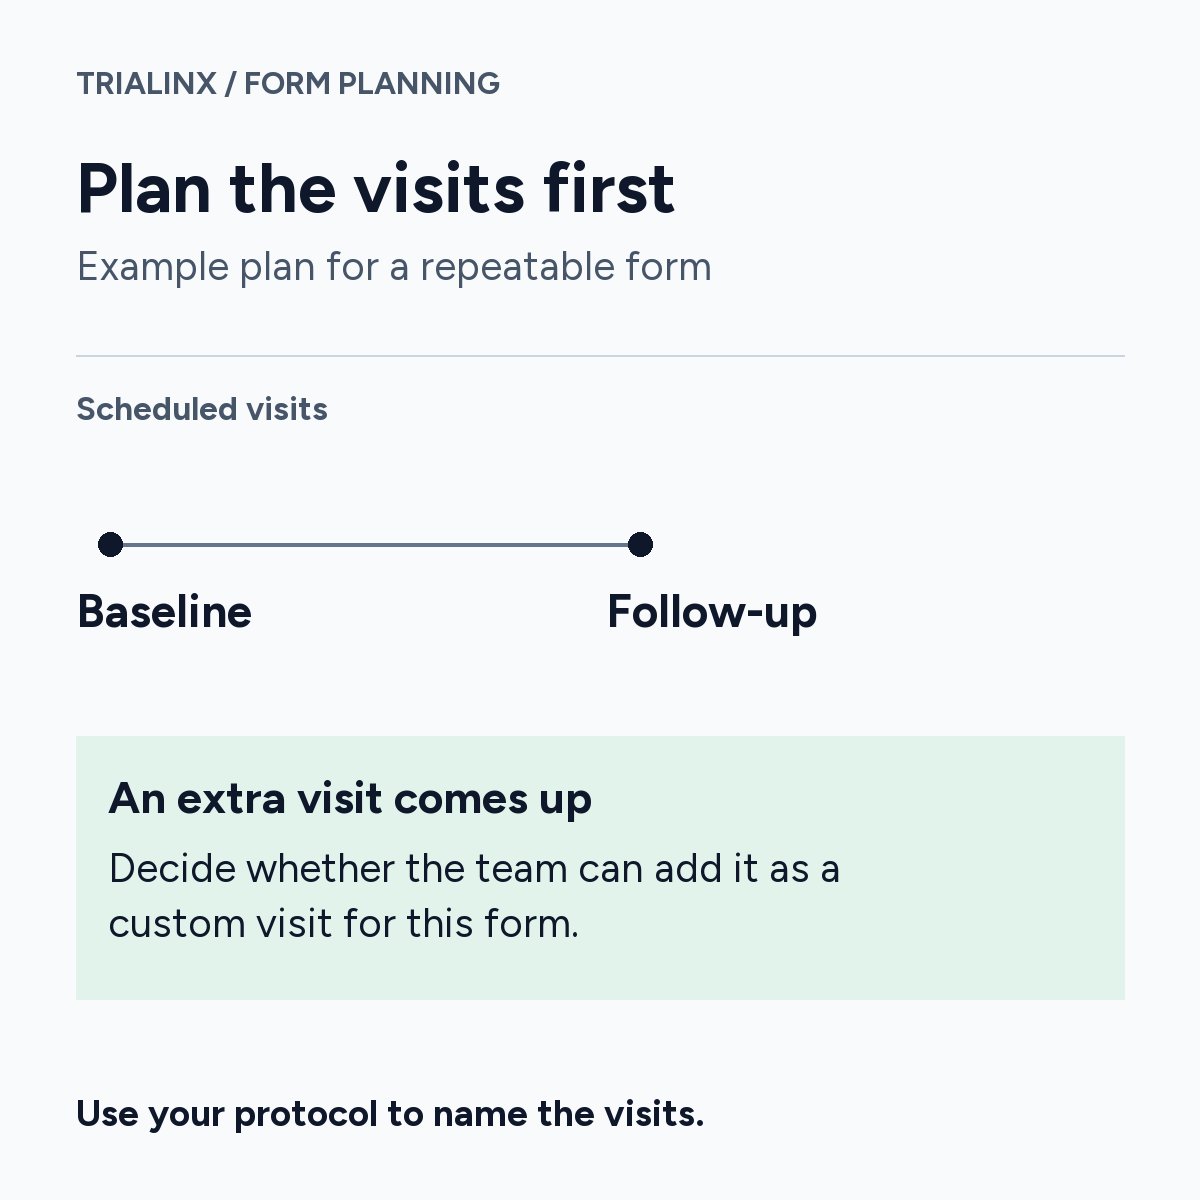 TRIALINX / FORM PLANNING
Plan the visits first
Example plan for a repeatable form
Scheduled visits
Baseline
Follow-up
An extra visit comes up
Decide whether the team can add it as a
custom visit for this form.
Use your protocol to name the visits.